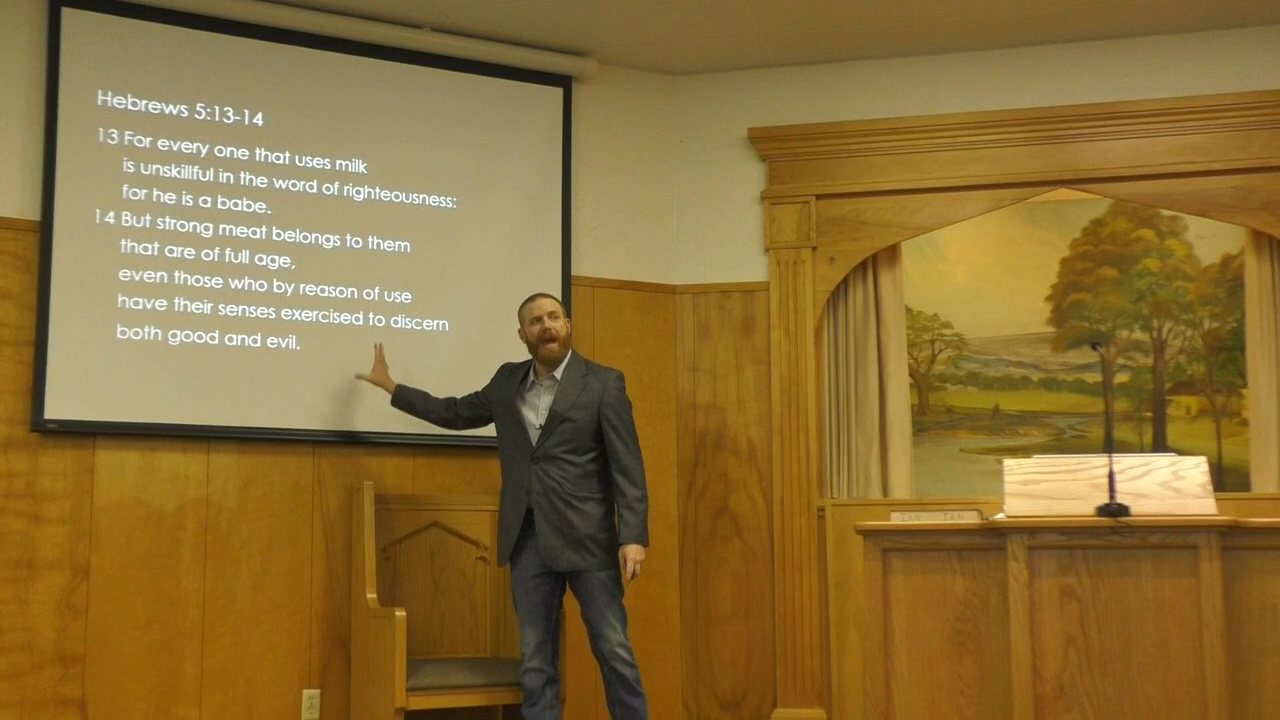 Hebrews 5:13-14
13 For every one that uses milk
is unskillful in the word of righteousness:
for he is a babe.
14 But strong meat belongs to them
that are of full age,
even those who by reason of use
have their senses exercised to discern
both good and evil.